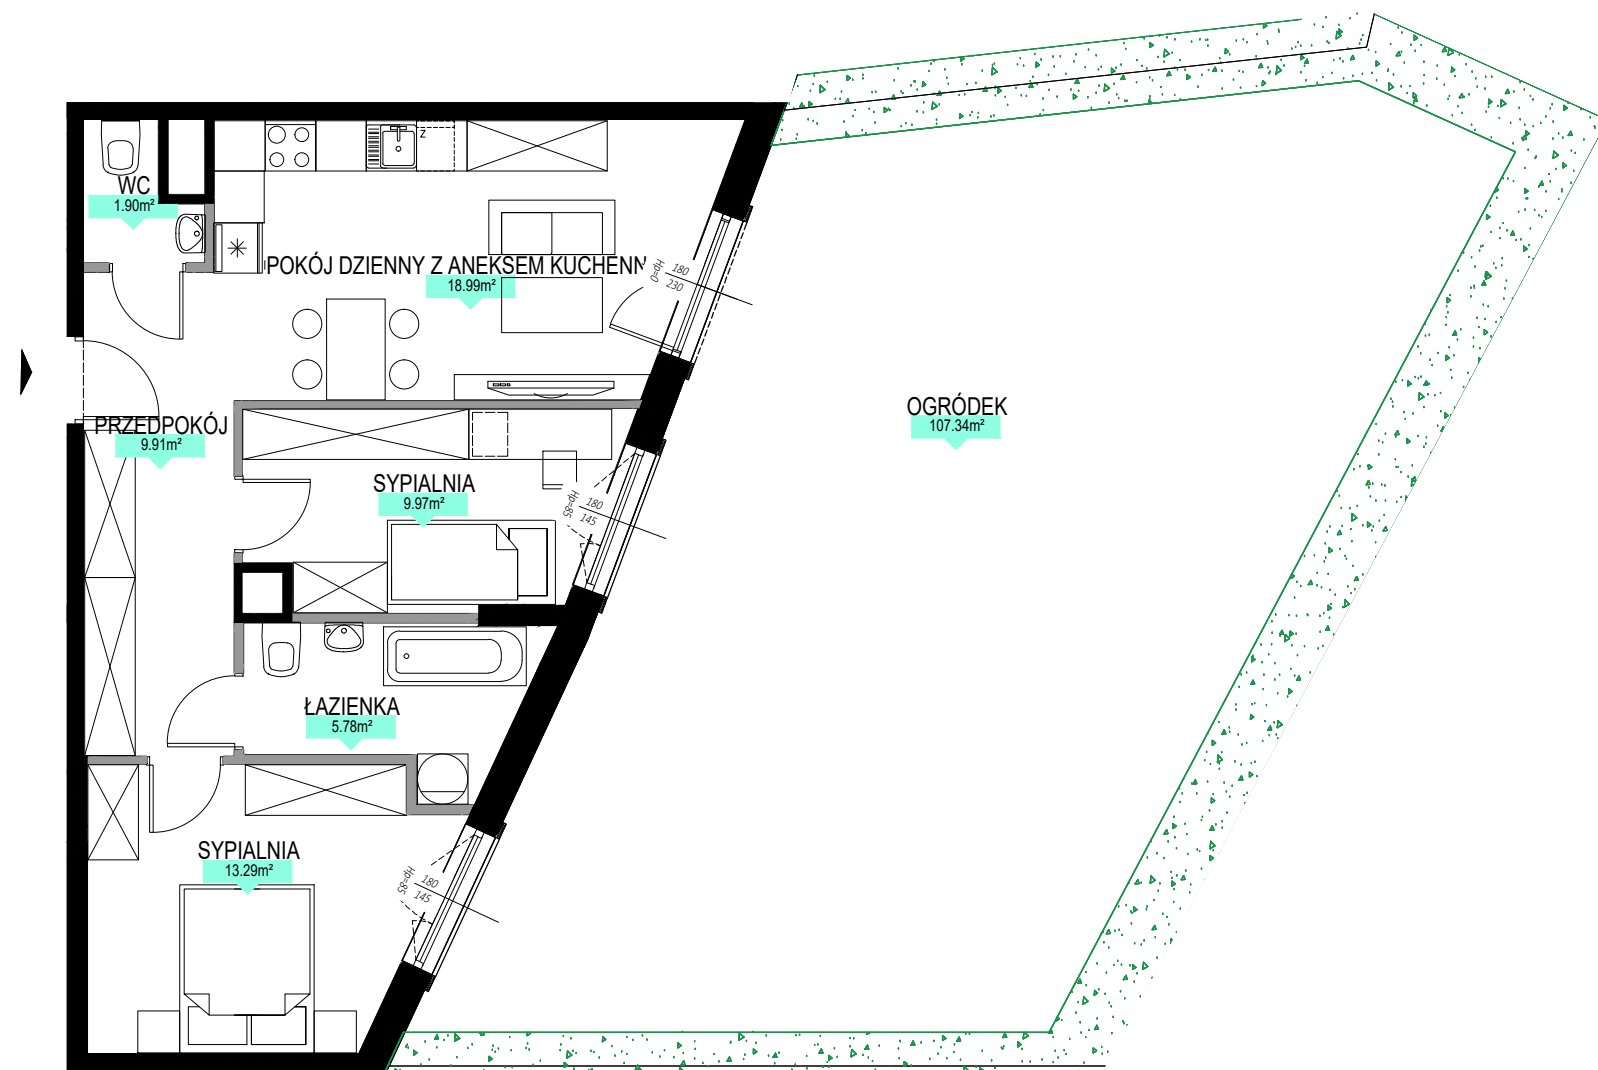 WC
1.90m²
Z
POKÓJ DZIENNY Z ANEKSEM KUCHENN
18.99m²
Hp=0
180
230
PRZEDPOKÓJ
9.91m²
OGRÓDEK
107.34m²
SYPIALNIA
9.97m²
Hp=85
180
145
ŁAZIENKA
5.78m²
SYPIALNIA
13.29m²
Hp=85
180
145